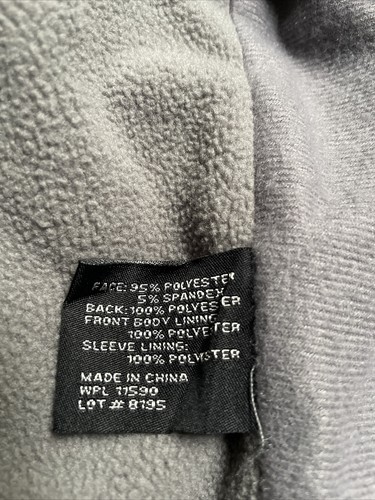 FACE: 95% POLYESTER
5% SPANDEX
BACK: 100% POLYESTER
FRONT BODY LINING:
100% POLYESTER
SLEEVE LINING:
100% POLYESTER
MADE IN CHINA
WPL 11590
LOT # 8195